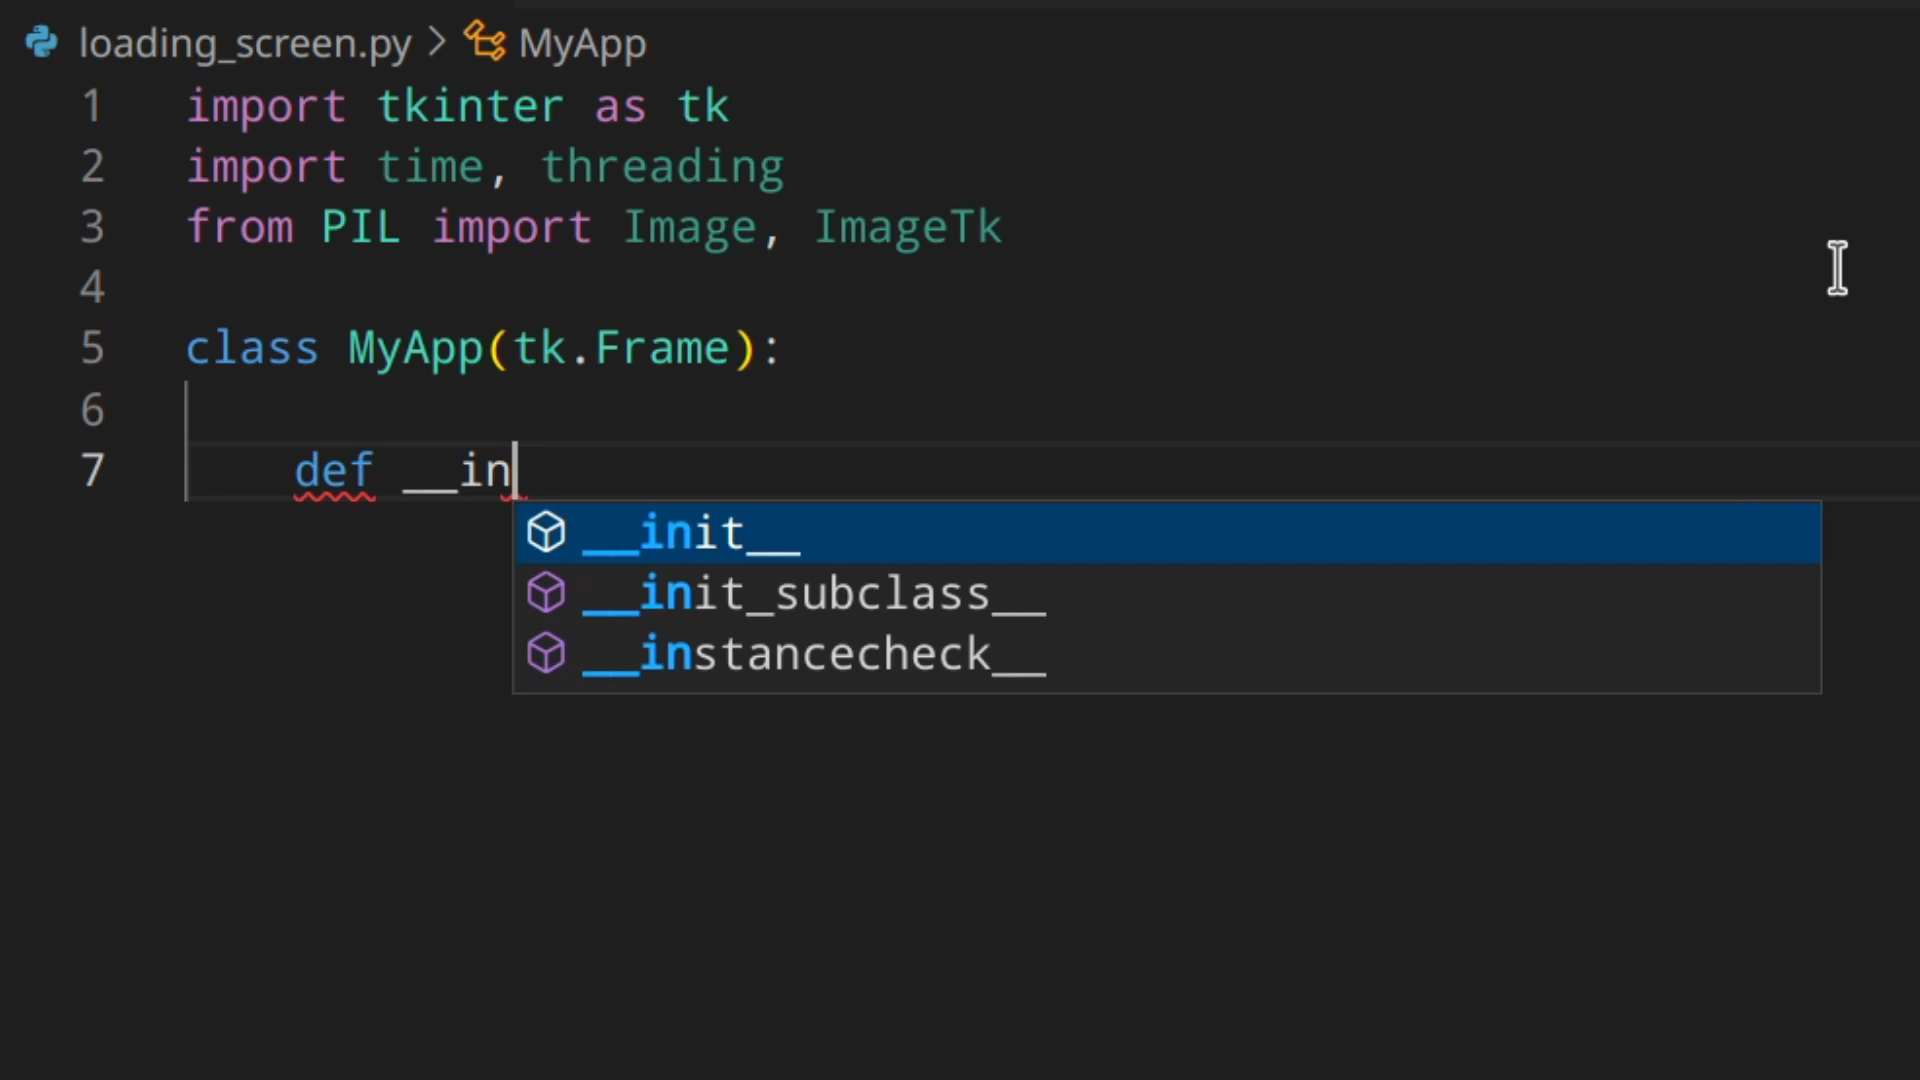 loading_screen.py > MyApp
1 import tkinter as tk
2 import time, threading
3 from PIL import Image, ImageTk
4
5 class MyApp(tk.Frame):
6
7     def __in
__init__
__init_subclass__
__instancecheck__